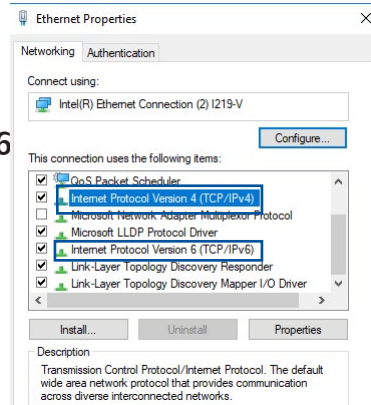 Ethernet Properties
Networking Authentication
Connect using:
Intel(R) Ethernet Connection (2) I219-V
6
Configure...
This connection uses the following items:
QoS Packet Scheduler
Internet Protocol Version 4 (TCP/IPv4)
Microsoft Network Adapter Multiplexor Protocol
Microsoft LLDP Protocol Driver
Internet Protocol Version 6 (TCP/IPv6)
Link-Layer Topology Discovery Responder
Link-Layer Topology Discovery Mapper I/O Driver
Install... Uninstall Properties
Description
Transmission Control Protocol/Internet Protocol. The default
wide area network protocol that provides communication
across diverse interconnected networks.